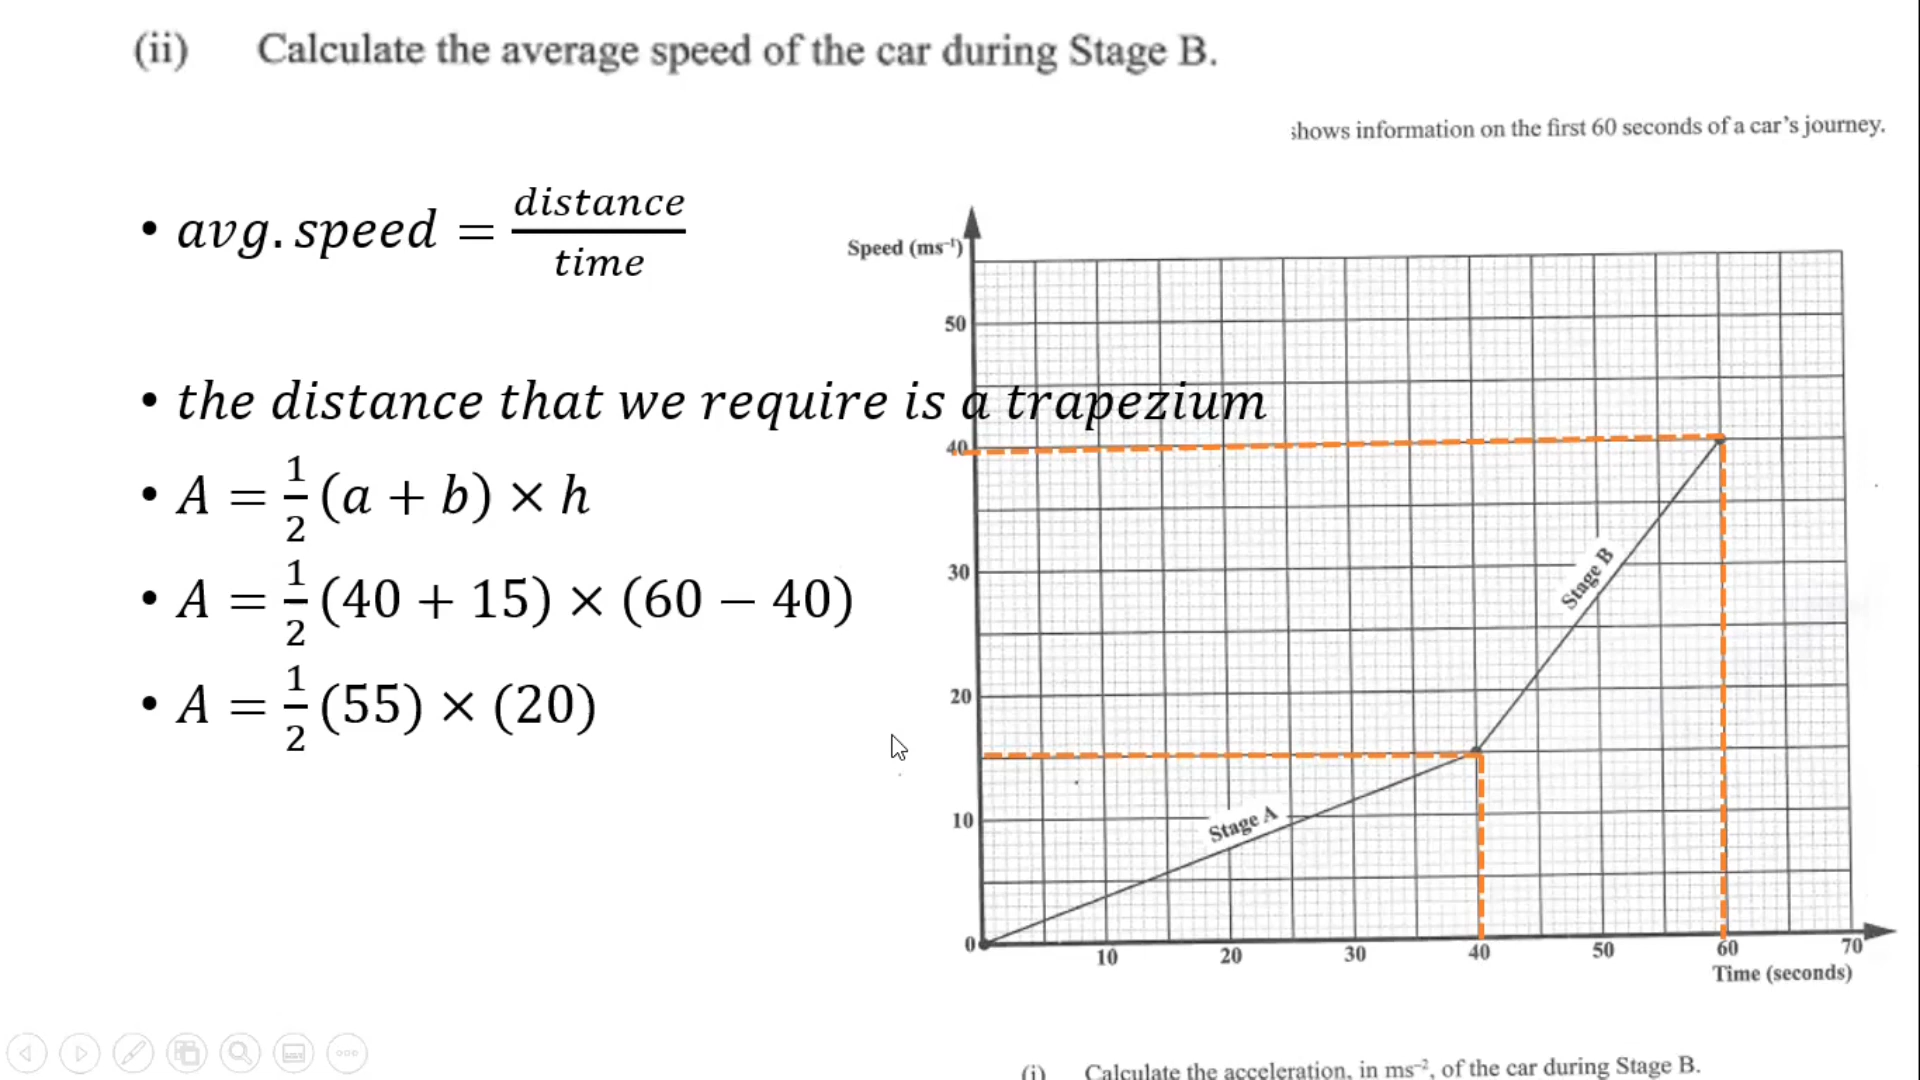 (ii) Calculate the average speed of the car during Stage B.
shows information on the first 60 seconds of a car's journey.
• avg. speed = distance / time
Speed (ms⁻¹)
50
• the distance that we require is a trapezium
40
• A = 1/2 (a + b) × h
• A = 1/2 (40 + 15) × (60 − 40)
30
Stage B
• A = 1/2 (55) × (20)
20
10
Stage A
0
10 20 30 40 50 60 70
Time (seconds)
(i) Calculate the acceleration, in ms⁻², of the car during Stage B.